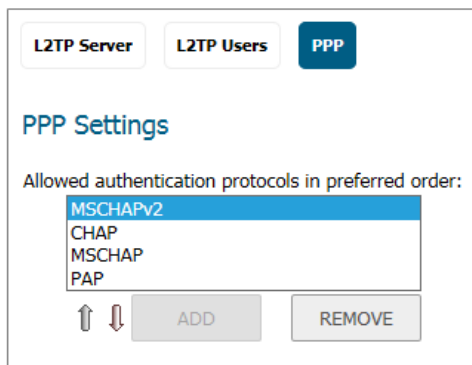 L2TP Server L2TP Users PPP
PPP Settings
Allowed authentication protocols in preferred order:
MSCHAPv2
CHAP
MSCHAP
PAP
ADD REMOVE